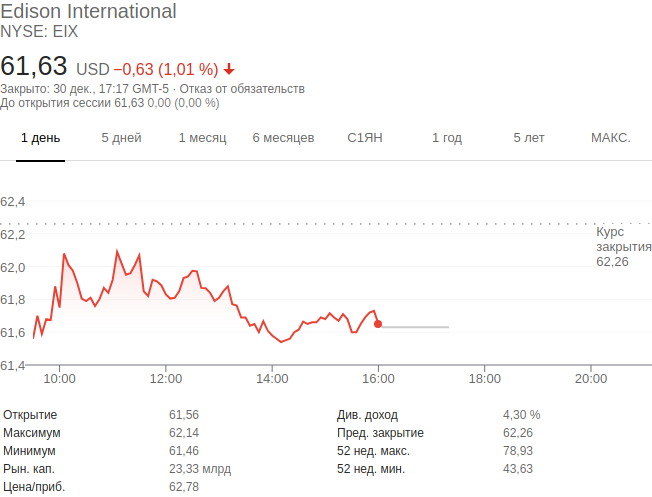 Edison International
NYSE: EIX
61,63 USD −0,63 (1,01 %)
Закрыто: 30 дек., 17:17 GMT-5 · Отказ от обязательств
До открытия сессии 61,63 0,00 (0,00 %)
1 день 5 дней 1 месяц 6 месяцев С1ЯН 1 год 5 лет МАКС.
62,4
62,2
62,0
61,8
61,6
61,4
Курс
закрытия
62,26
10:00 12:00 14:00 16:00 18:00 20:00
Открытие 61,56 Див. доход 4,30 %
Максимум 62,14 Пред. закрытие 62,26
Минимум 61,46 52 нед. макс. 78,93
Рын. кап. 23,33 млрд 52 нед. мин. 43,63
Цена/приб. 62,78